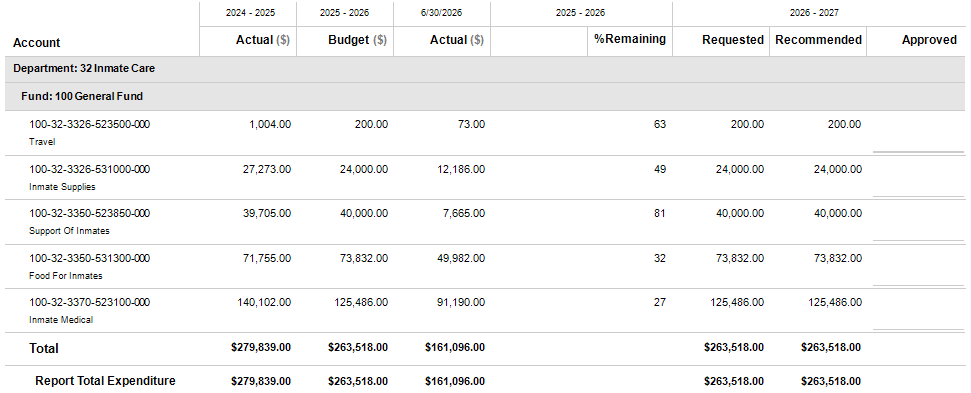 2024 - 2025 2025 - 2026 6/30/2026 2025 - 2026 2026 - 2027
Account Actual ($) Budget ($) Actual ($) %Remaining Requested Recommended Approved
Department: 32 Inmate Care
Fund: 100 General Fund
100-32-3326-523500-000 1,004.00 200.00 73.00 63 200.00 200.00
Travel
100-32-3326-531000-000 27,273.00 24,000.00 12,186.00 49 24,000.00 24,000.00
Inmate Supplies
100-32-3350-523850-000 39,705.00 40,000.00 7,665.00 81 40,000.00 40,000.00
Support Of Inmates
100-32-3350-531300-000 71,755.00 73,832.00 49,982.00 32 73,832.00 73,832.00
Food For Inmates
100-32-3370-523100-000 140,102.00 125,486.00 91,190.00 27 125,486.00 125,486.00
Inmate Medical
Total $279,839.00 $263,518.00 $161,096.00 $263,518.00 $263,518.00
Report Total Expenditure $279,839.00 $263,518.00 $161,096.00 $263,518.00 $263,518.00